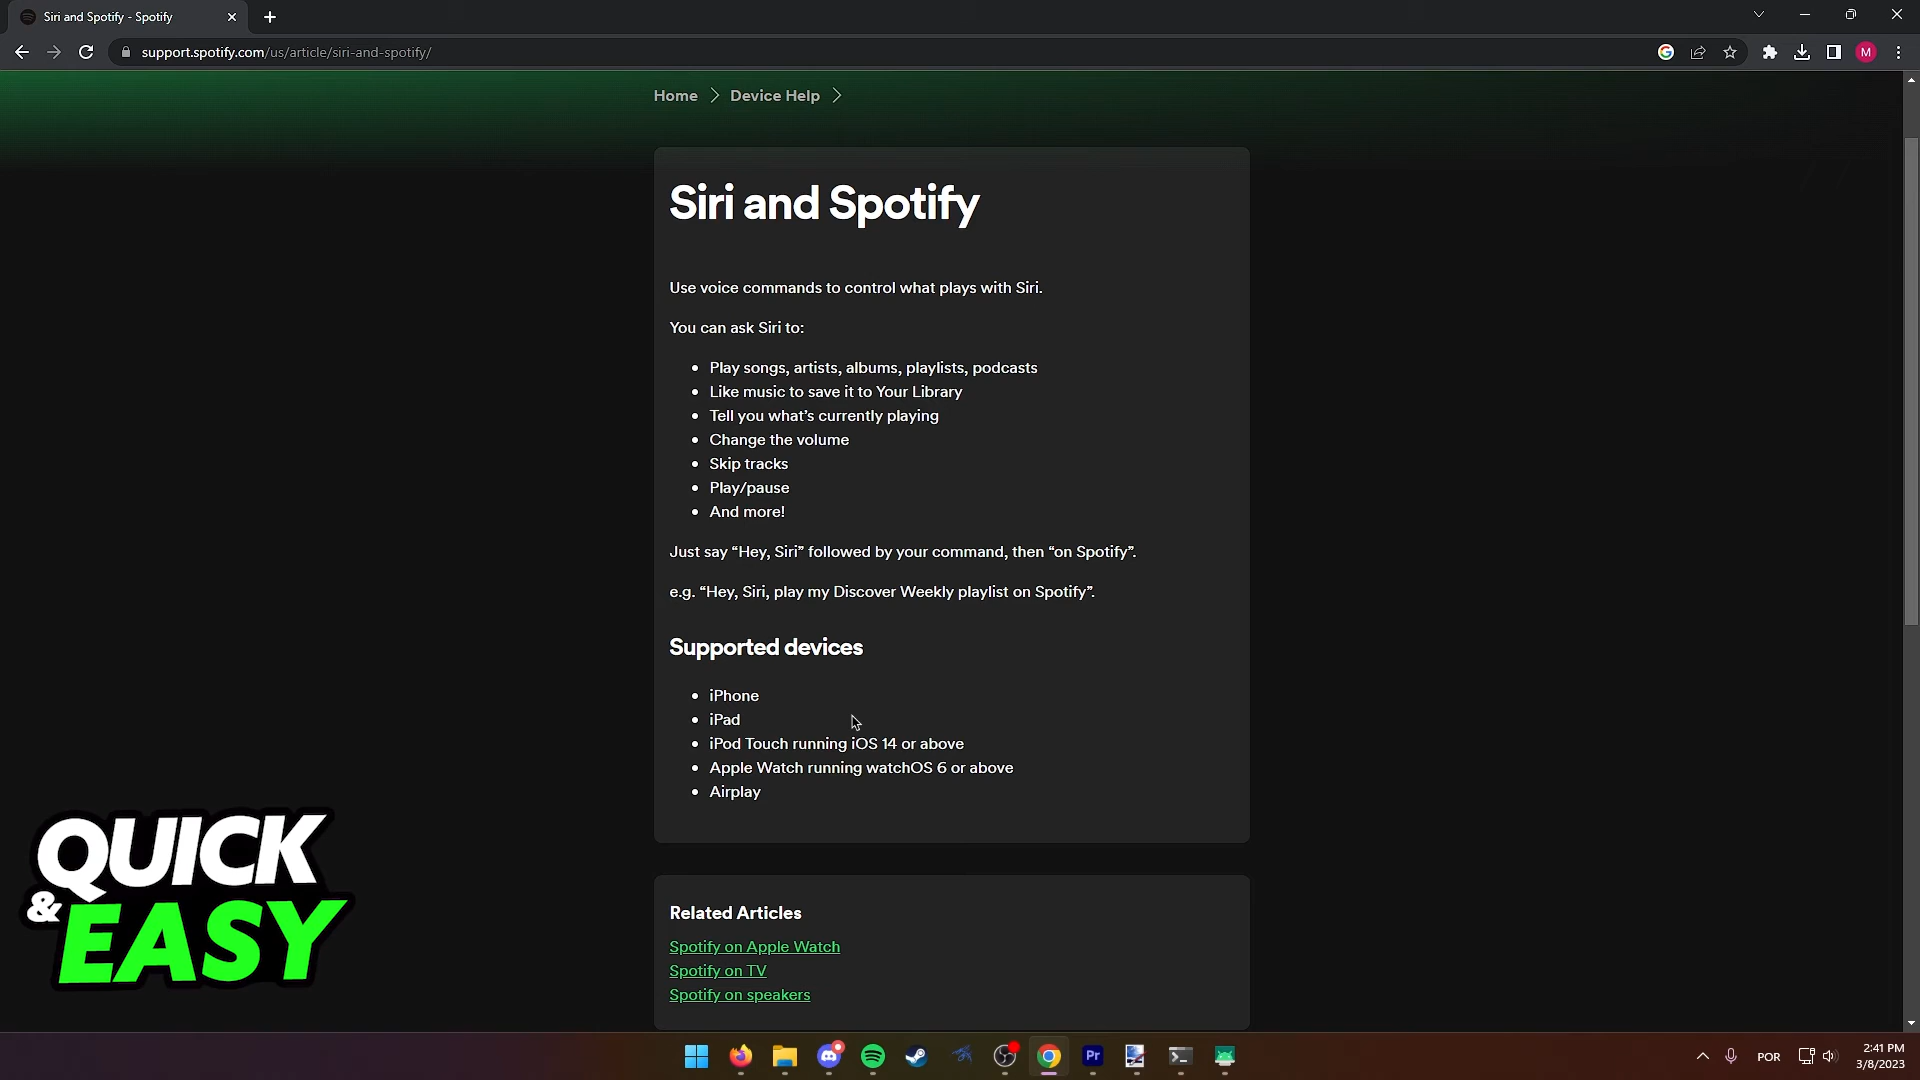 Siri and Spotify - Spotify
support.spotify.com/us/article/siri-and-spotify/
M
Home
Device Help
Siri and Spotify
Use voice commands to control what plays with Siri.
You can ask Siri to:
• Play songs, artists, albums, playlists, podcasts
• Like music to save it to Your Library
• Tell you what’s currently playing
• Change the volume
• Skip tracks
• Play/pause
• And more!
Just say “Hey, Siri” followed by your command, then “on Spotify”.
e.g. “Hey, Siri, play my Discover Weekly playlist on Spotify”.
Supported devices
• iPhone
• iPad
• iPod Touch running iOS 14 or above
• Apple Watch running watchOS 6 or above
• Airplay
QUICK
& EASY
Related Articles
Spotify on Apple Watch
Spotify on TV
Spotify on speakers
Pr
POR
2:41 PM
3/8/2023